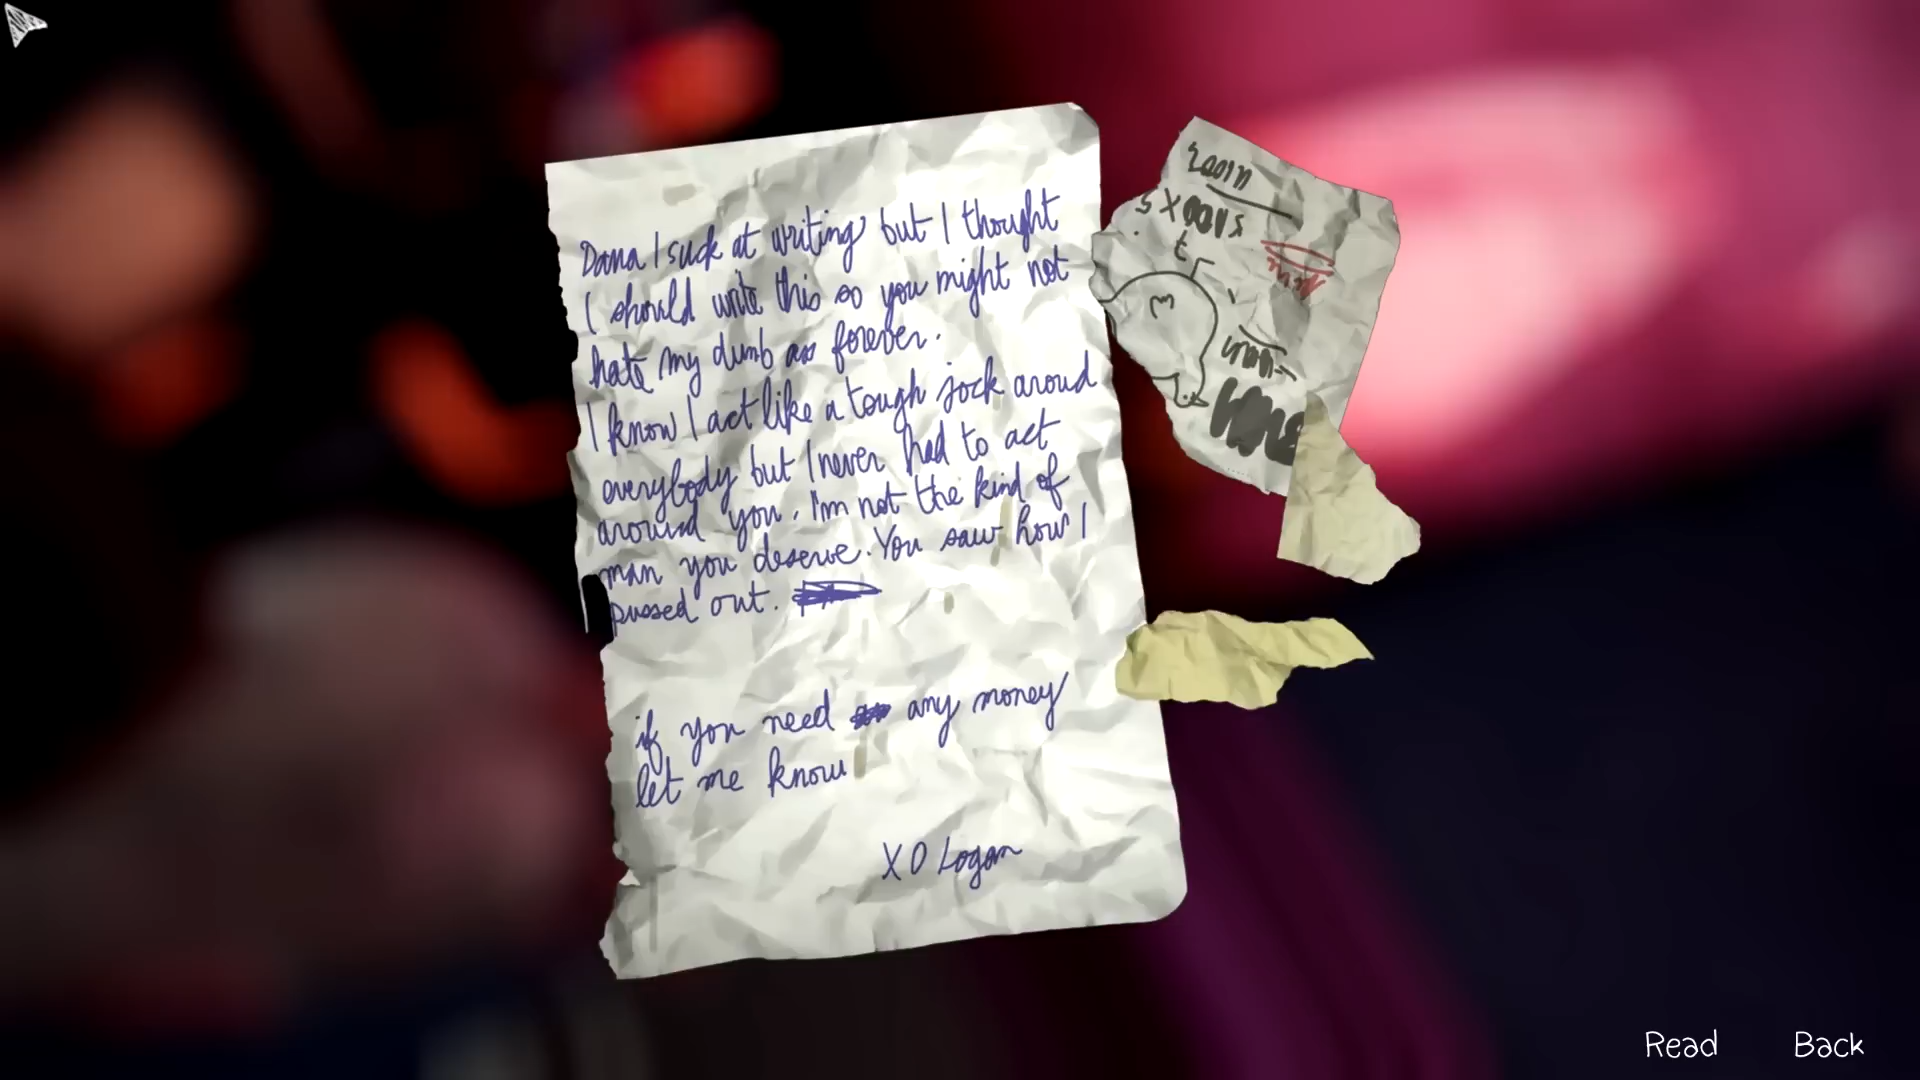 Dana I suck at writing but I thought
I should write this so you might not
hate my dumb ass forever.
I know I act like a tough jock aroud
everybody but I never had to act
around you. I'm not the kind of
man you deserve. You saw how I
pussed out.
if you need any money
let me know
XO Logan
Read Back